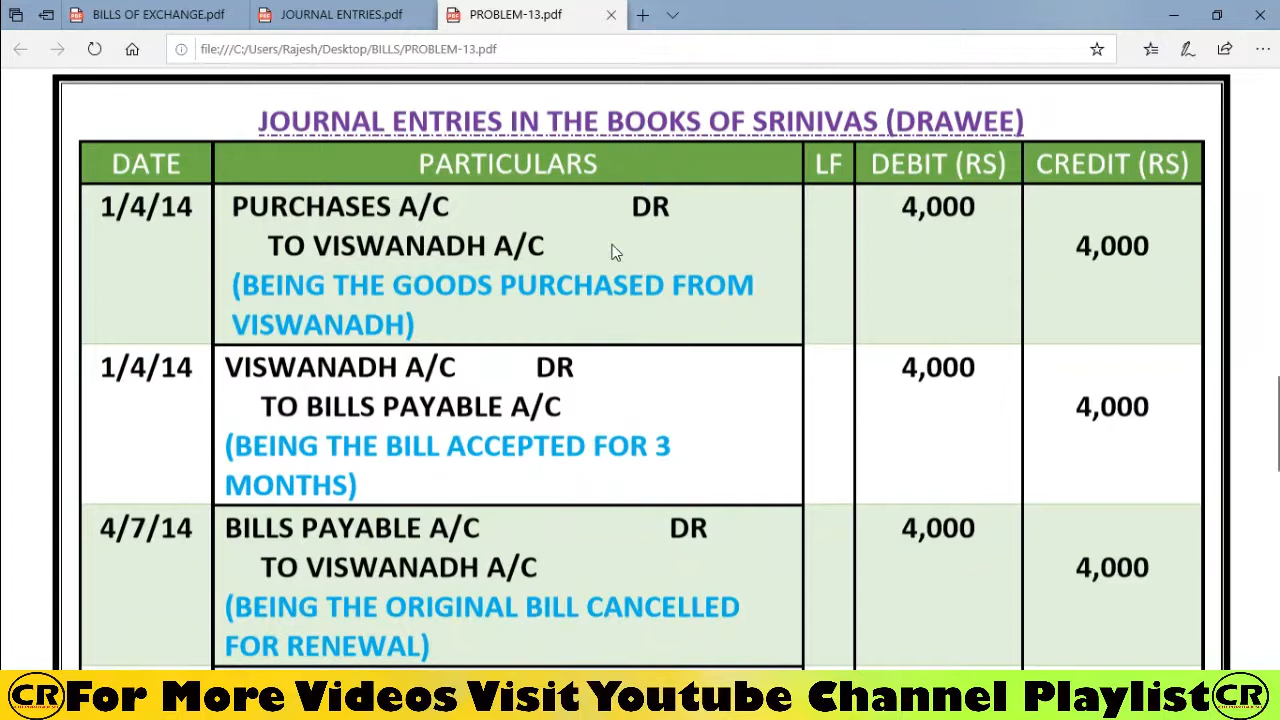 BILLS OF EXCHANGE.pdf
JOURNAL ENTRIES.pdf
PROBLEM-13.pdf
file:///C:/Users/Rajesh/Desktop/BILLS/PROBLEM-13.pdf
JOURNAL ENTRIES IN THE BOOKS OF SRINIVAS (DRAWEE)
DATE PARTICULARS LF DEBIT (RS) CREDIT (RS)
1/4/14 PURCHASES A/C DR 4,000
TO VISWANADH A/C 4,000
(BEING THE GOODS PURCHASED FROM
VISWANADH)
1/4/14 VISWANADH A/C DR 4,000
TO BILLS PAYABLE A/C 4,000
(BEING THE BILL ACCEPTED FOR 3
MONTHS)
4/7/14 BILLS PAYABLE A/C DR 4,000
TO VISWANADH A/C 4,000
(BEING THE ORIGINAL BILL CANCELLED
FOR RENEWAL)
CR For More Videos Visit Youtube Channel Playlist CR